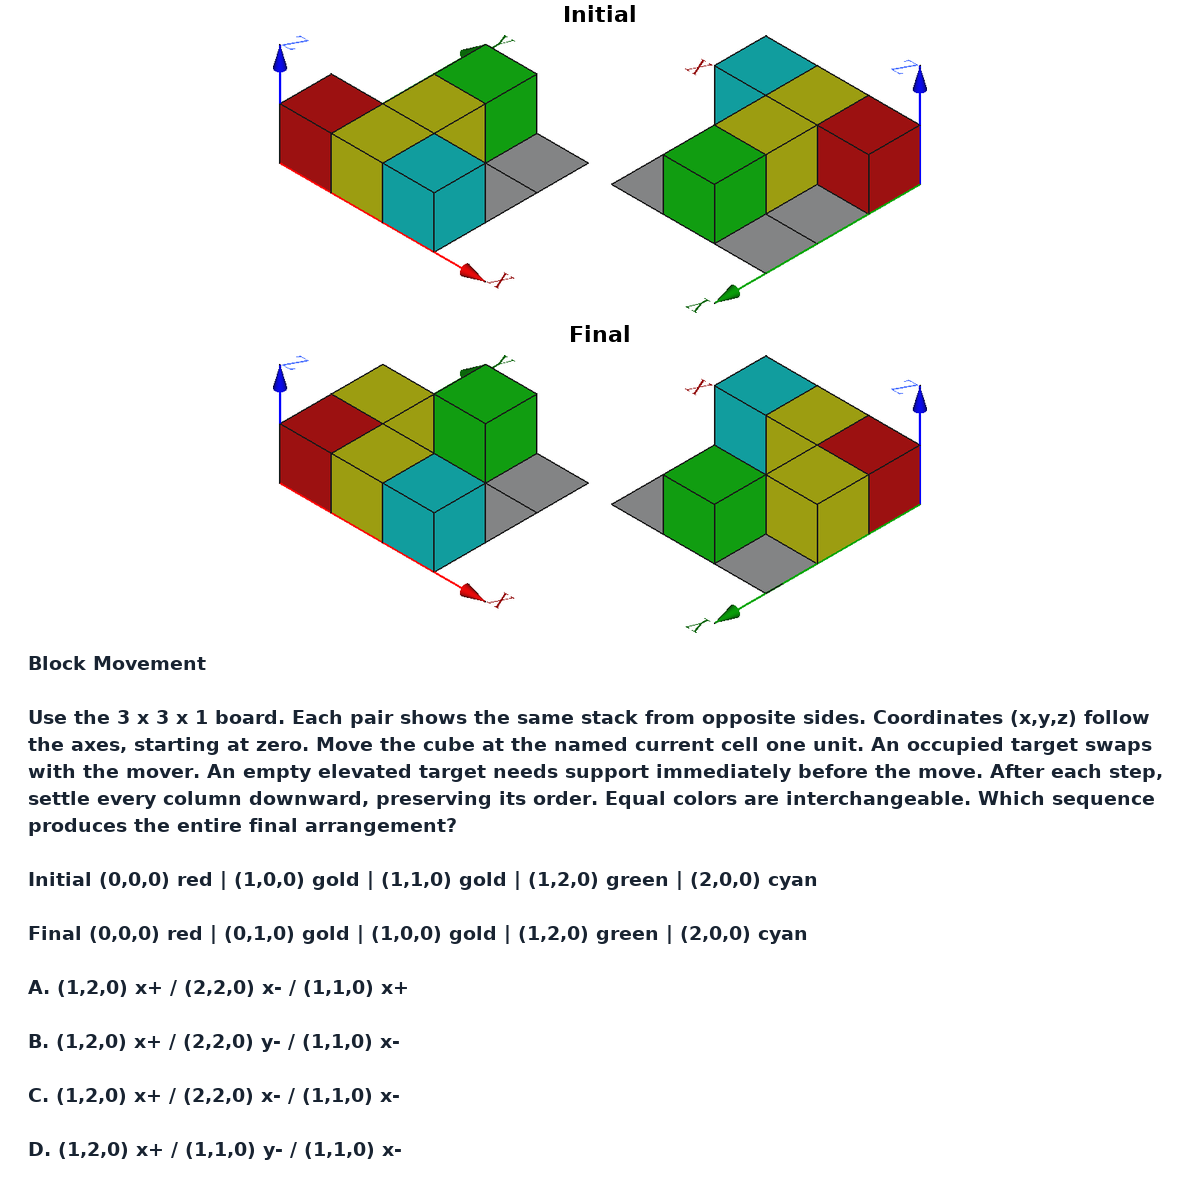 Initial
Z
Y
X
X
Z
Y
Final
Z
Y
X
X
Z
Y
Block Movement
Use the 3 x 3 x 1 board. Each pair shows the same stack from opposite sides. Coordinates (x,y,z) follow
the axes, starting at zero. Move the cube at the named current cell one unit. An occupied target swaps
with the mover. An empty elevated target needs support immediately before the move. After each step,
settle every column downward, preserving its order. Equal colors are interchangeable. Which sequence
produces the entire final arrangement?
Initial (0,0,0) red | (1,0,0) gold | (1,1,0) gold | (1,2,0) green | (2,0,0) cyan
Final (0,0,0) red | (0,1,0) gold | (1,0,0) gold | (1,2,0) green | (2,0,0) cyan
A. (1,2,0) x+ / (2,2,0) x- / (1,1,0) x+
B. (1,2,0) x+ / (2,2,0) y- / (1,1,0) x-
C. (1,2,0) x+ / (2,2,0) x- / (1,1,0) x-
D. (1,2,0) x+ / (1,1,0) y- / (1,1,0) x-